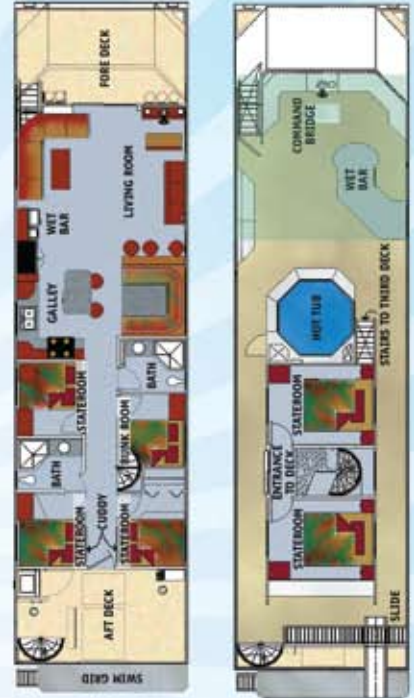 FORE DECK
LIVING ROOM
WET
BAR
GALLEY
BATH
STATEROOM
BUNK ROOM
BATH
CUDDY
STATEROOM
STATEROOM
AFT DECK
SWIM GRID
COMMAND
BRIDGE
WET
BAR
STAIRS TO THIRD DECK
HOT TUB
STATEROOM
ENTRANCE
TO DECK
STATEROOM
SLIDE